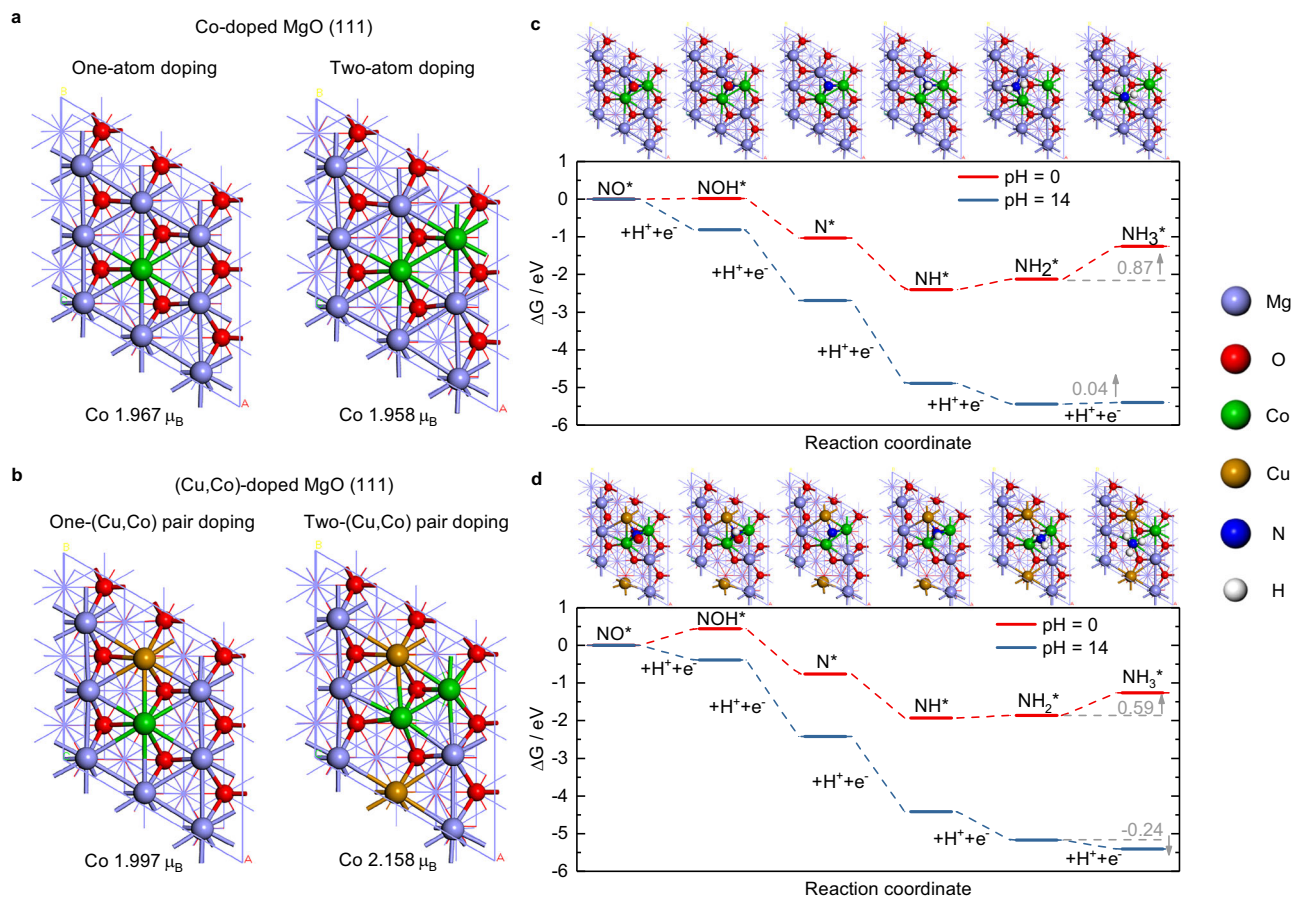 a
Co-doped MgO (111)
One-atom doping
Two-atom doping
B
A
B
A
Co 1.967 μB
Co 1.958 μB
b
(Cu,Co)-doped MgO (111)
One-(Cu,Co) pair doping
Two-(Cu,Co) pair doping
B
A
B
A
Co 1.997 μB
Co 2.158 μB
c
1
0
-1
-2
-3
-4
-5
-6
ΔG / eV
pH = 0
pH = 14
NO*
NOH*
N*
NH*
NH2*
NH3*
+H++e-
+H++e-
+H++e-
+H++e-
+H++e-
0.87
0.04
Reaction coordinate
d
1
0
-1
-2
-3
-4
-5
-6
ΔG / eV
pH = 0
pH = 14
NO*
NOH*
N*
NH*
NH2*
NH3*
+H++e-
+H++e-
+H++e-
+H++e-
+H++e-
0.59
-0.24
Reaction coordinate
Mg
O
Co
Cu
N
H